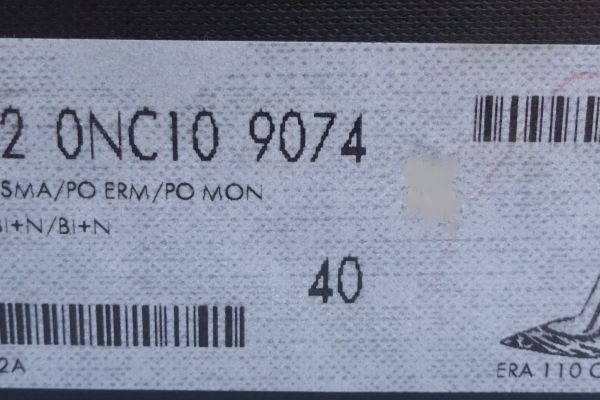 2 0NC10 9074
SMA/PO ERM/PO MON
BI+N/BI+N
40
2A
ERA 110 C